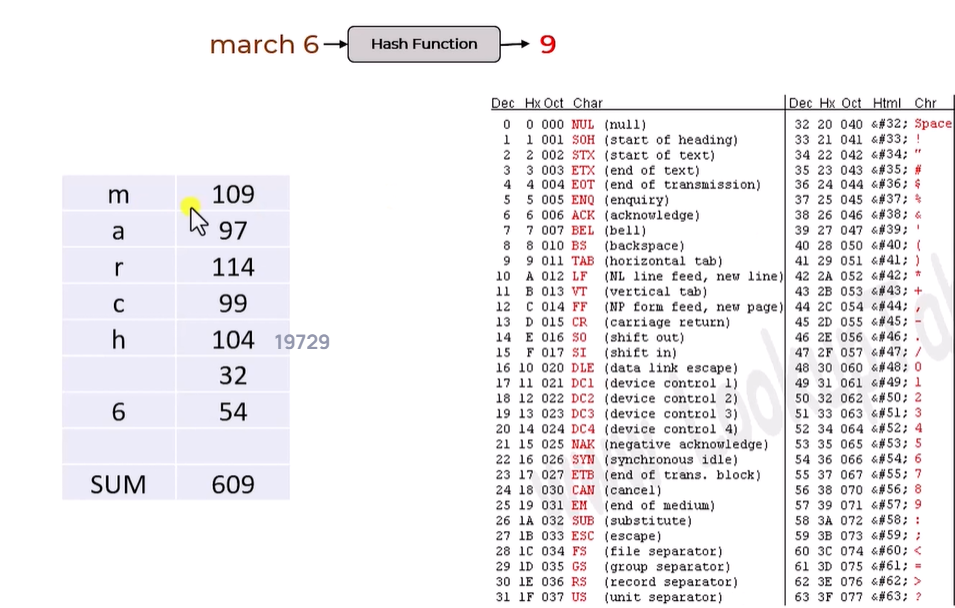 march 6 Hash Function 9
m 109
a 97
r 114
c 99
h 104
32
6 54
SUM 609
19729
Dec Hx Oct Char
0 0 000 NUL (null)
1 1 001 SOH (start of heading)
2 2 002 STX (start of text)
3 3 003 ETX (end of text)
4 4 004 EOT (end of transmission)
5 5 005 ENQ (enquiry)
6 6 006 ACK (acknowledge)
7 7 007 BEL (bell)
8 8 010 BS (backspace)
9 9 011 TAB (horizontal tab)
10 A 012 LF (NL line feed, new line)
11 B 013 VT (vertical tab)
12 C 014 FF (NP form feed, new page)
13 D 015 CR (carriage return)
14 E 016 SO (shift out)
15 F 017 SI (shift in)
16 10 020 DLE (data link escape)
17 11 021 DC1 (device control 1)
18 12 022 DC2 (device control 2)
19 13 023 DC3 (device control 3)
20 14 024 DC4 (device control 4)
21 15 025 NAK (negative acknowledge)
22 16 026 SYN (synchronous idle)
23 17 027 ETB (end of trans. block)
24 18 030 CAN (cancel)
25 19 031 EM (end of medium)
26 1A 032 SUB (substitute)
27 1B 033 ESC (escape)
28 1C 034 FS (file separator)
29 1D 035 GS (group separator)
30 1E 036 RS (record separator)
31 1F 037 US (unit separator)
Dec Hx Oct Html Chr
32 20 040 &#32; Space
33 21 041 &#33; !
34 22 042 &#34; "
35 23 043 &#35; #
36 24 044 &#36; $
37 25 045 &#37; %
38 26 046 &#38; &
39 27 047 &#39; '
40 28 050 &#40; (
41 29 051 &#41; )
42 2A 052 &#42; *
43 2B 053 &#43; +
44 2C 054 &#44; ,
45 2D 055 &#45; -
46 2E 056 &#46; .
47 2F 057 &#47; /
48 30 060 &#48; 0
49 31 061 &#49; 1
50 32 062 &#50; 2
51 33 063 &#51; 3
52 34 064 &#52; 4
53 35 065 &#53; 5
54 36 066 &#54; 6
55 37 067 &#55; 7
56 38 070 &#56; 8
57 39 071 &#57; 9
58 3A 072 &#58; :
59 3B 073 &#59; ;
60 3C 074 &#60; <
61 3D 075 &#61; =
62 3E 076 &#62; >
63 3F 077 &#63; ?